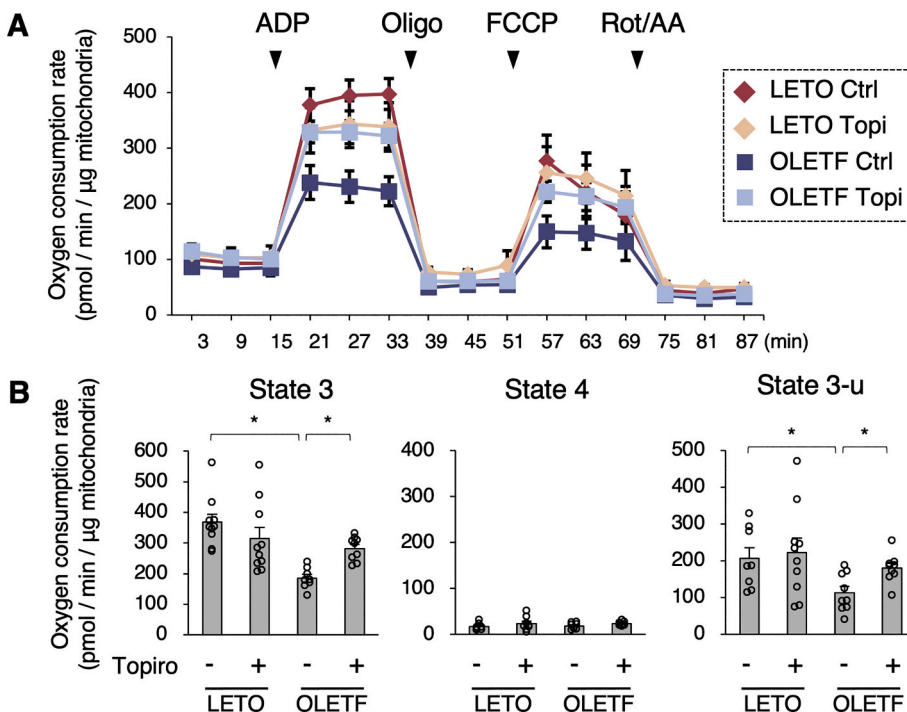 A
ADP Oligo FCCP Rot/AA
Oxygen consumption rate
(pmol / min / μg mitochondria)
500
400
300
200
100
0
3 9 15 21 27 33 39 45 51 57 63 69 75 81 87 (min)
LETO Ctrl
LETO Topi
OLETF Ctrl
OLETF Topi
B
Oxygen consumption rate
(pmol / min / μg mitochondria)
State 3
* *
600
500
400
300
200
100
0
State 4
400
300
200
100
0
State 3-u
* *
500
400
300
200
100
0
Topiro - + - + - + - + - + - +
LETO OLETF LETO OLETF LETO OLETF